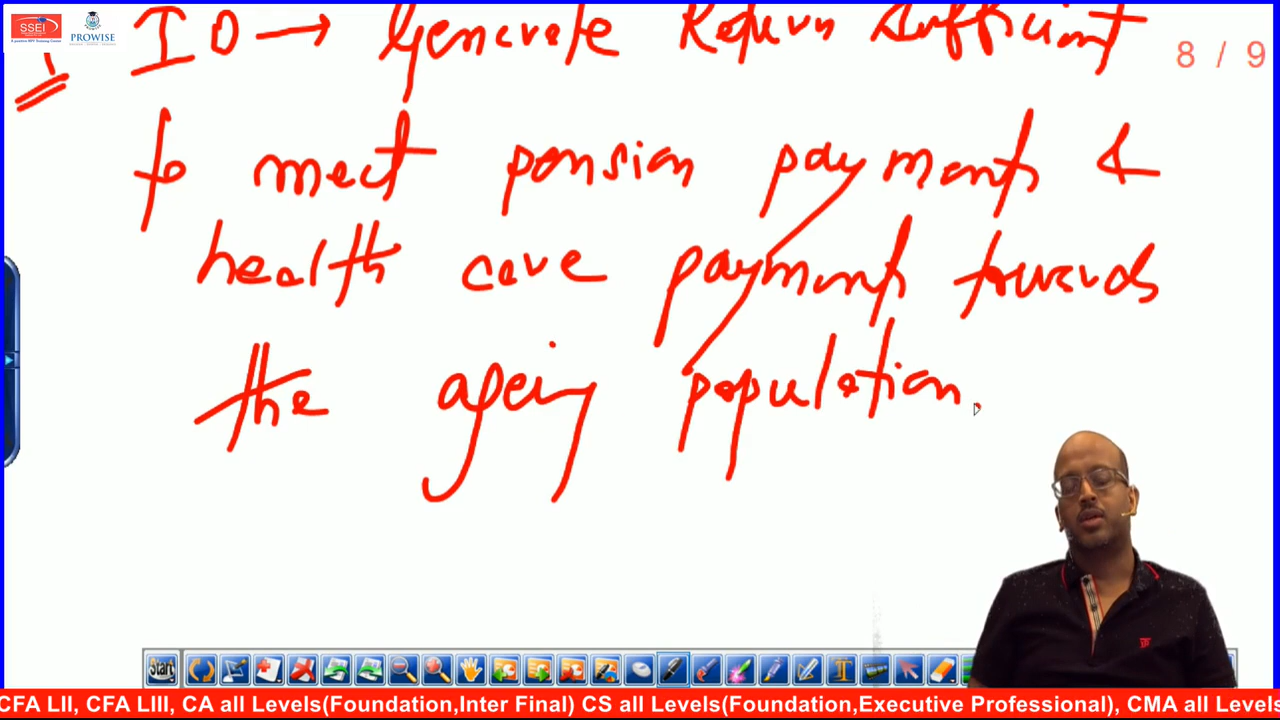 SSEI
PROWISE
8 / 9
I O → Generate Return sufficient
to meet pension payments &
health care payments towards
the ageing population.
Start
CFA LII, CFA LIII, CA all Levels(Foundation,Inter Final) CS all Levels(Foundation,Executive Professional), CMA all Levels